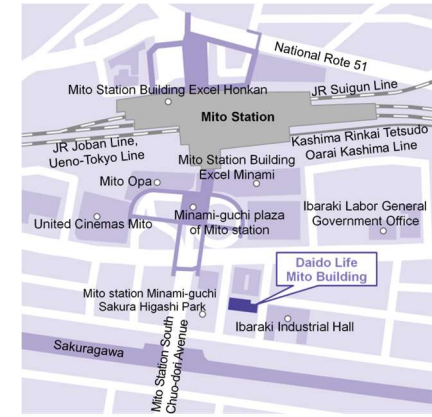 National Rote 51
Mito Station Building Excel Honkan
JR Suigun Line
Mito Station
JR Joban Line,
Ueno-Tokyo Line
Kashima Rinkai Tetsudo
Oarai Kashima Line
Mito Station Building
Excel Minami
Mito Opa
Minami-guchi plaza
of Mito station
United Cinemas Mito
Ibaraki Labor General
Government Office
Daido Life
Mito Building
Mito station Minami-guchi
Sakura Higashi Park
Ibaraki Industrial Hall
Sakuragawa
Mito Station South
Chuo-dori Avenue